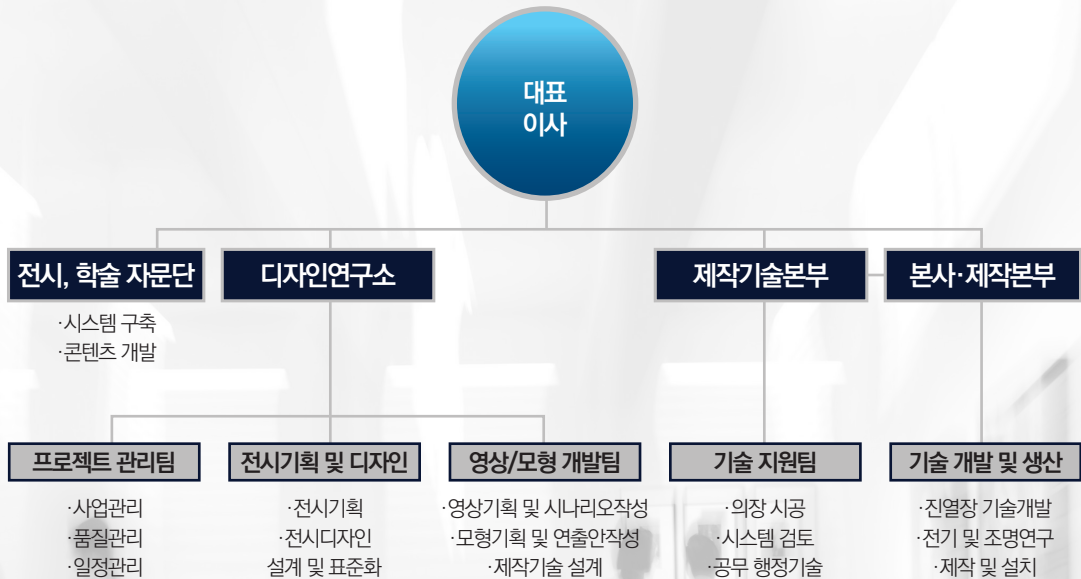 대표
이사
전시, 학술 자문단
디자인연구소
제작기술본부
본사·제작본부
·시스템 구축
·콘텐츠 개발
프로젝트 관리팀
전시기획 및 디자인
영상/모형 개발팀
기술 지원팀
기술 개발 및 생산
·사업관리
·품질관리
·일정관리
·전시기획
·전시디자인
설계 및 표준화
·영상기획 및 시나리오작성
·모형기획 및 연출안작성
·제작기술 설계
·의장 시공
·시스템 검토
·공무 행정기술
·진열장 기술개발
·전기 및 조명연구
·제작 및 설치